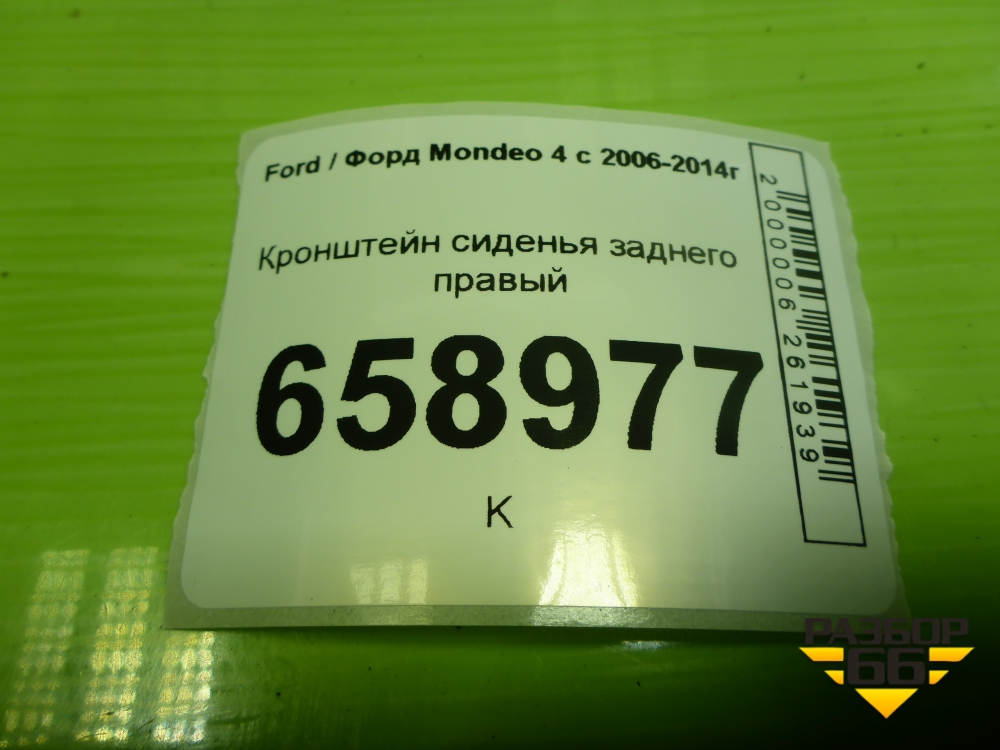 Ford / Форд Mondeo 4 с 2006-2014г
Кронштейн сиденья заднего
правый
658977
К
2000006261939
РАЗБОР
66